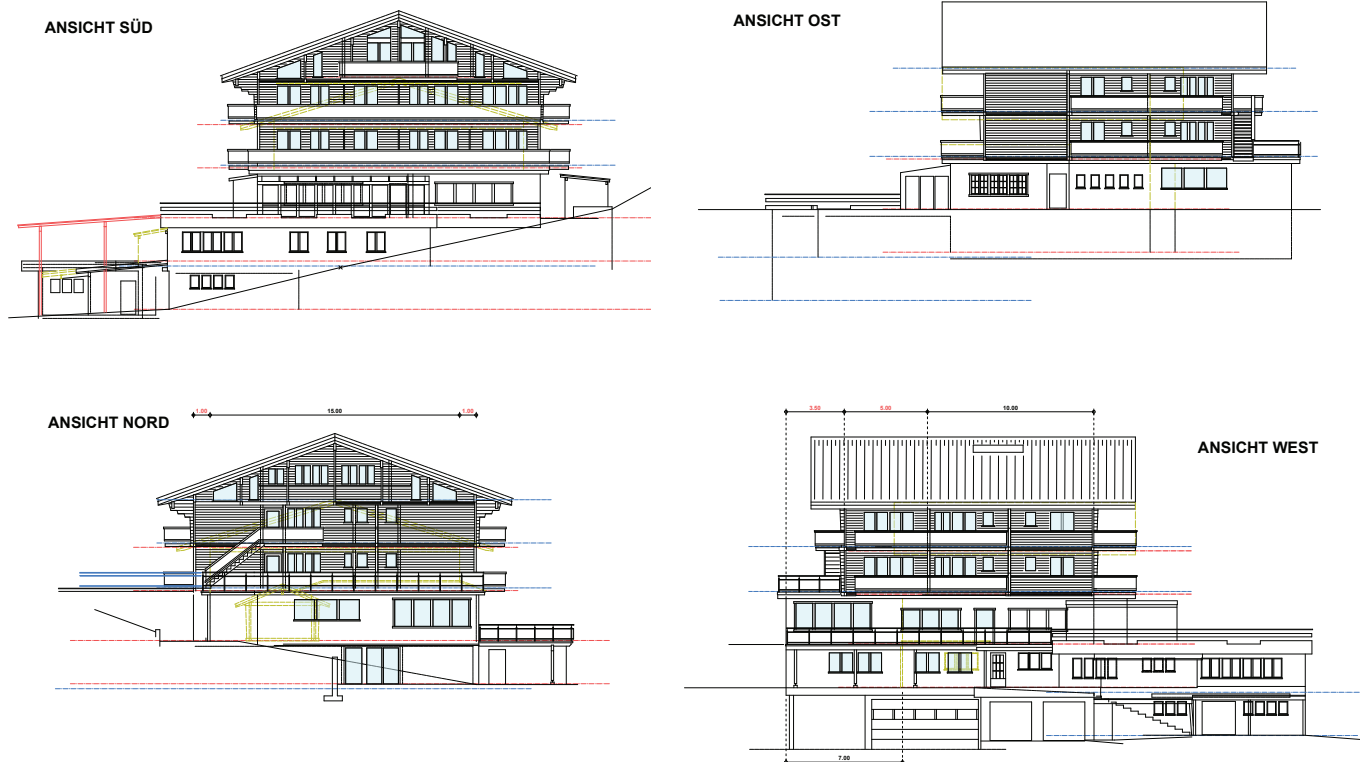 ANSICHT SÜD
ANSICHT OST
ANSICHT NORD
1.00 15.00 1.00
3.50 5.00 10.00
ANSICHT WEST
7.00